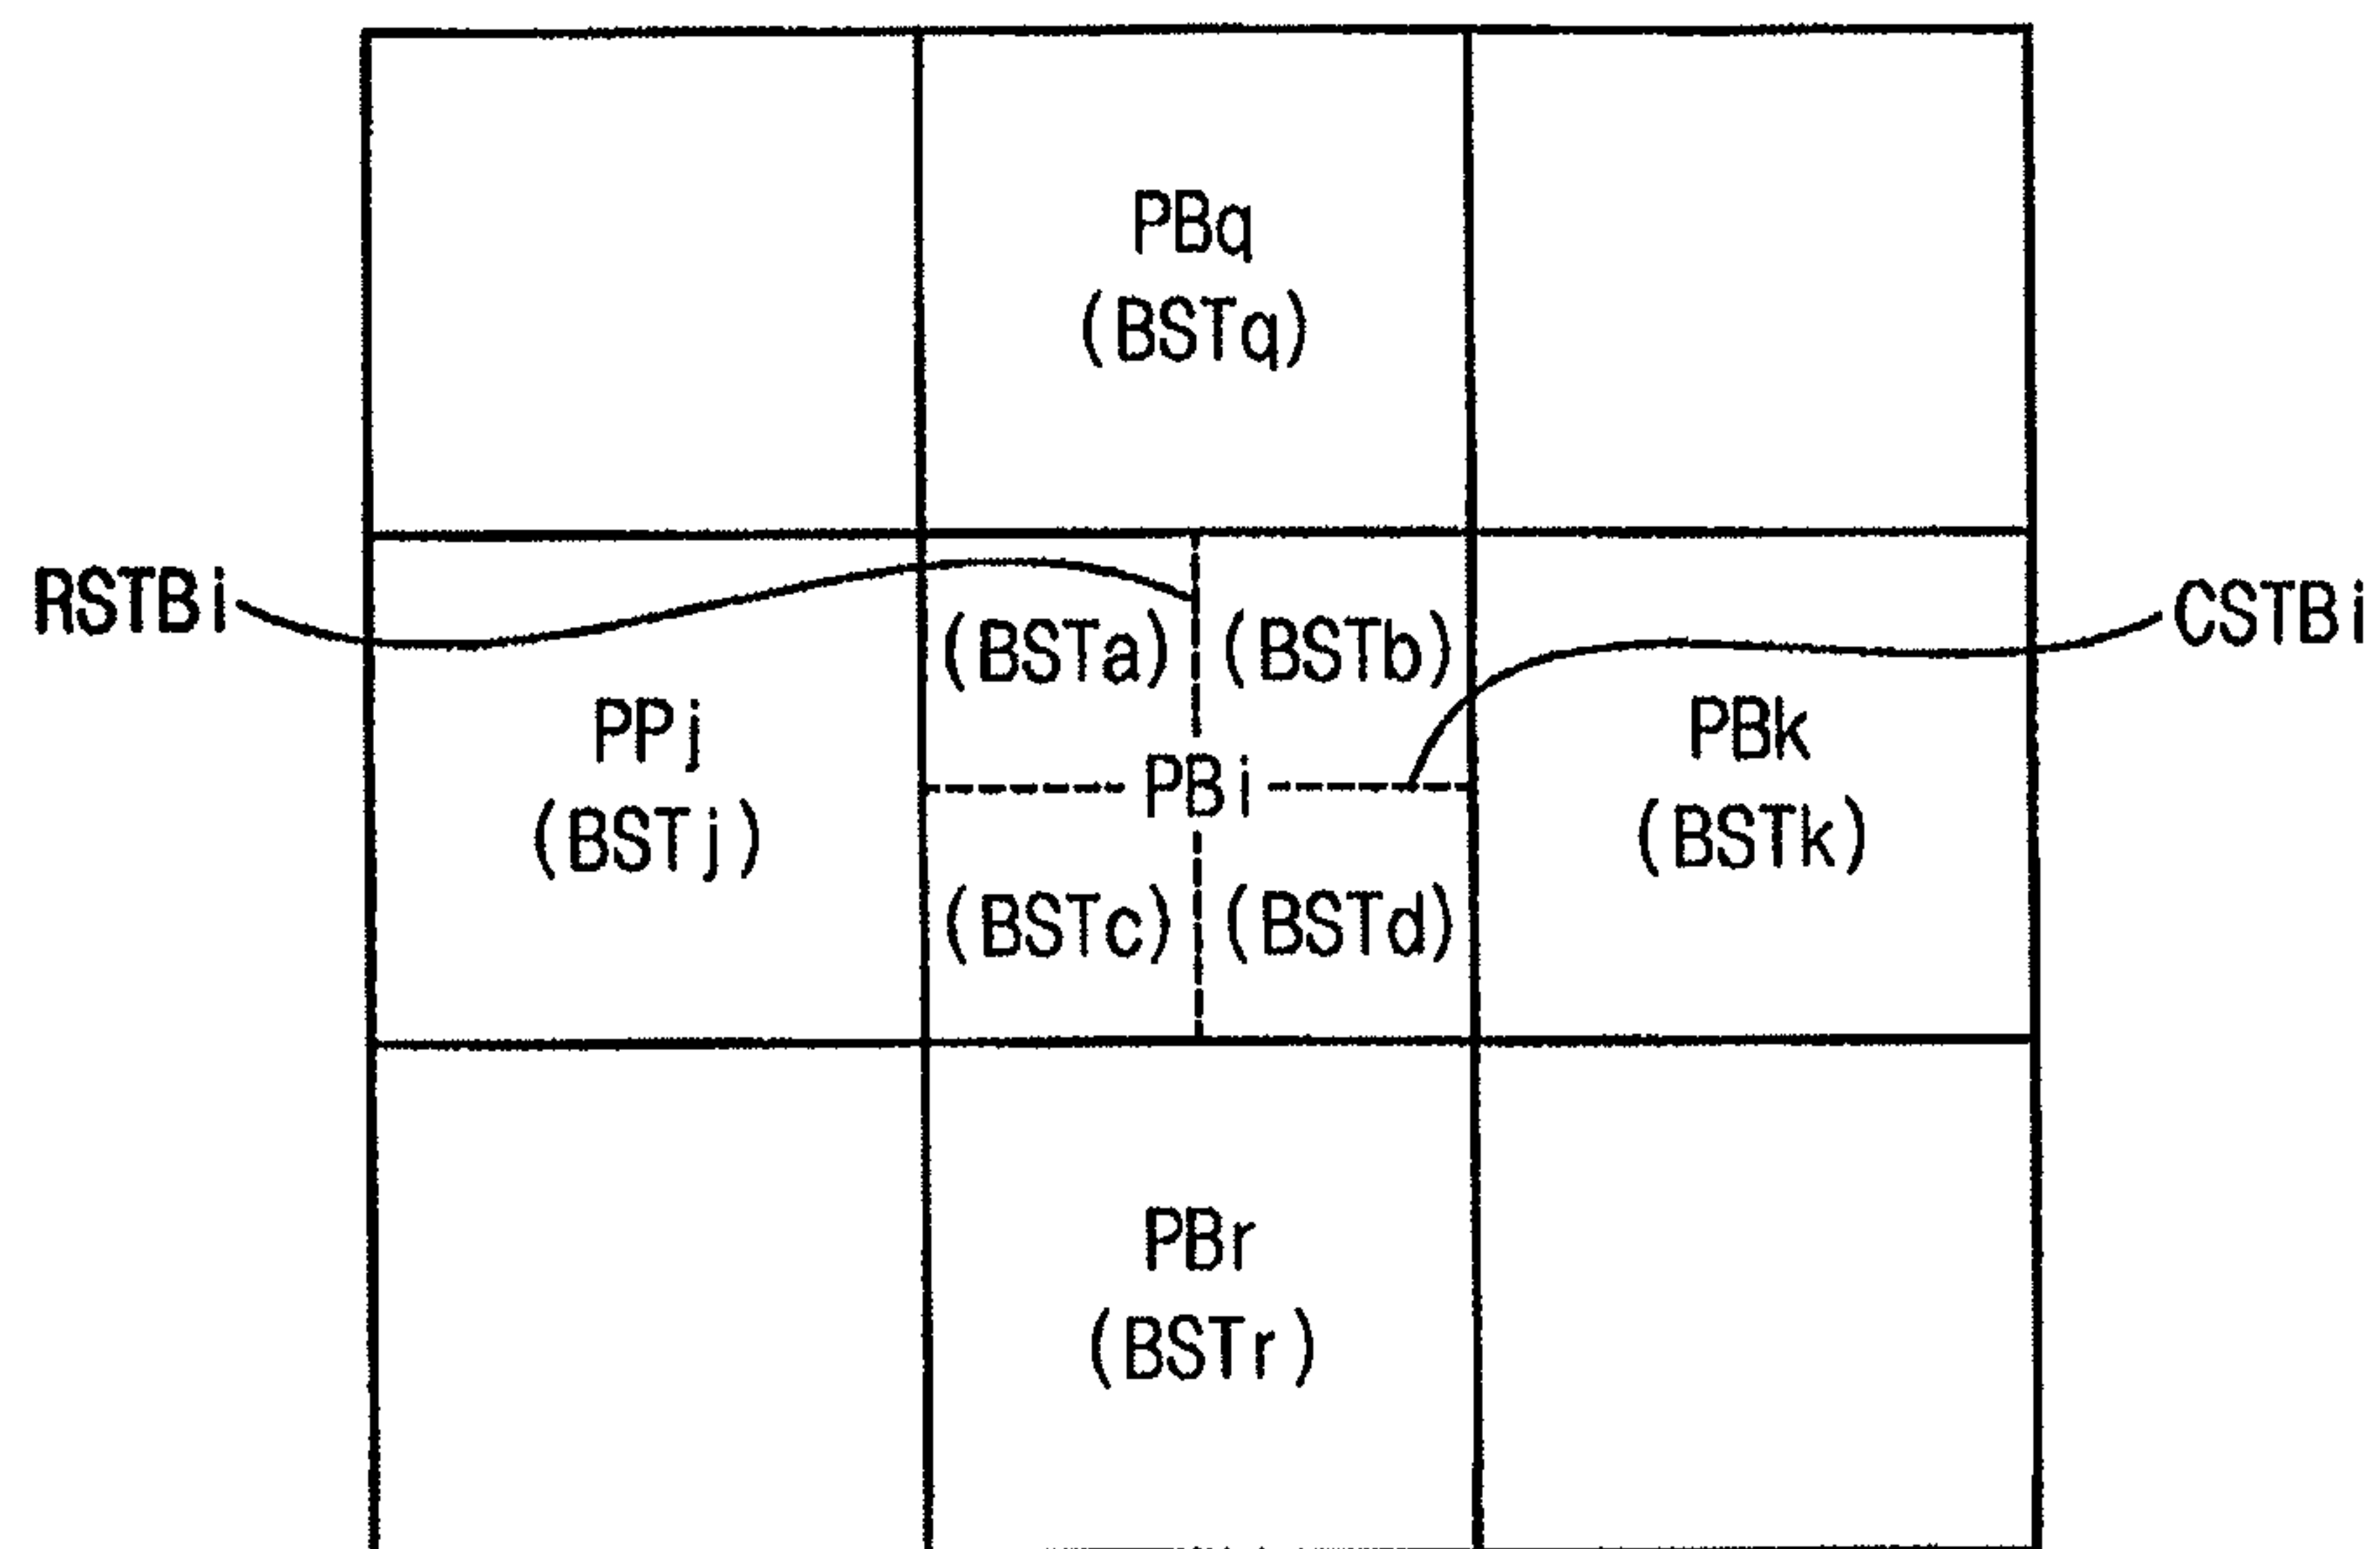 PBq
(BSTq)
RSTBi
(BSTa)
(BSTb)
CSTBi
PPj
(BSTj)
PBi
PBk
(BSTk)
(BSTc)
(BSTd)
PBr
(BSTr)